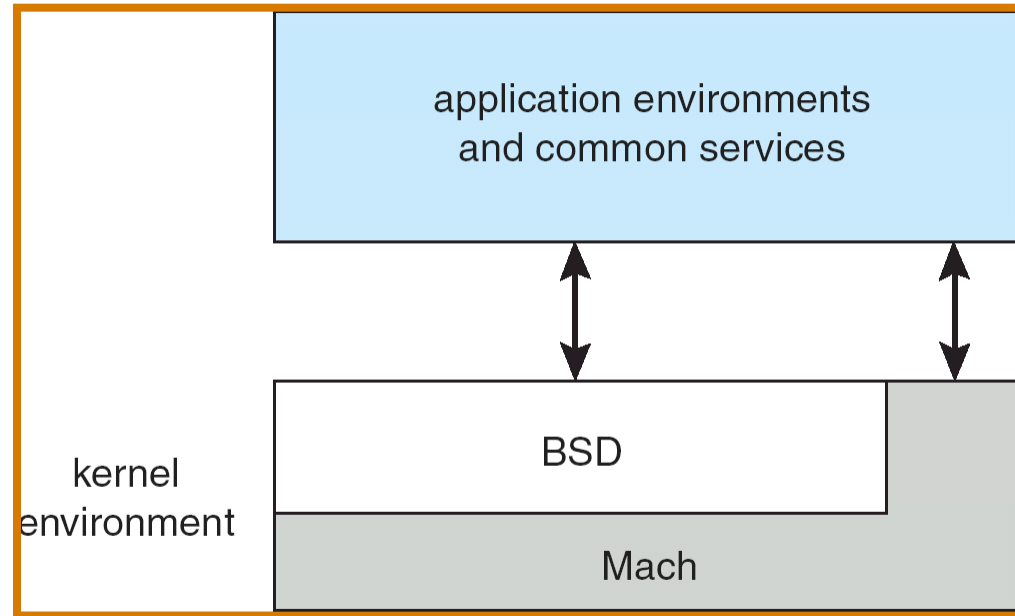 application environments
and common services
BSD
kernel
environment
Mach